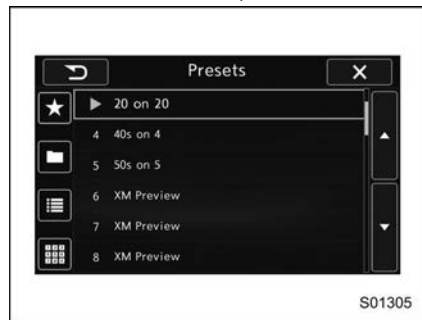 Presets
20 on 20
4 40s on 4
5 50s on 5
6 XM Preview
7 XM Preview
8 XM Preview
S01305